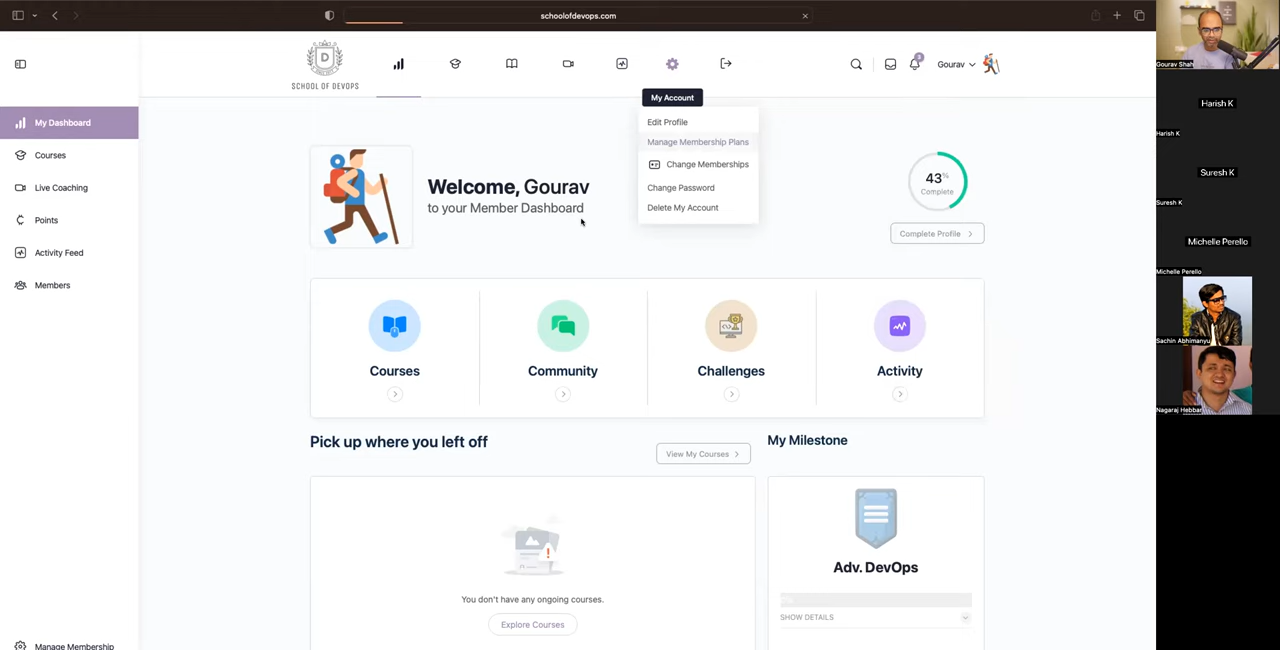 schoolofdevops.com
D
SCHOOL OF DEVOPS
3
Gourav
My Account
Edit Profile
Manage Membership Plans
Change Memberships
Change Password
Delete My Account
My Dashboard
Courses
Live Coaching
Points
Activity Feed
Members
Manage Membership
Welcome, Gourav
to your Member Dashboard
43%
Complete
Complete Profile
Courses
Community
Challenges
Activity
Pick up where you left off
View My Courses
My Milestone
You don't have any ongoing courses.
Explore Courses
Adv. DevOps
SHOW DETAILS
Gourav Shah
Harish K
Harish K
Suresh K
Suresh K
Michelle Perello
Michelle Perello
Sachin Abhimanyu
Nagaraj Hebbar